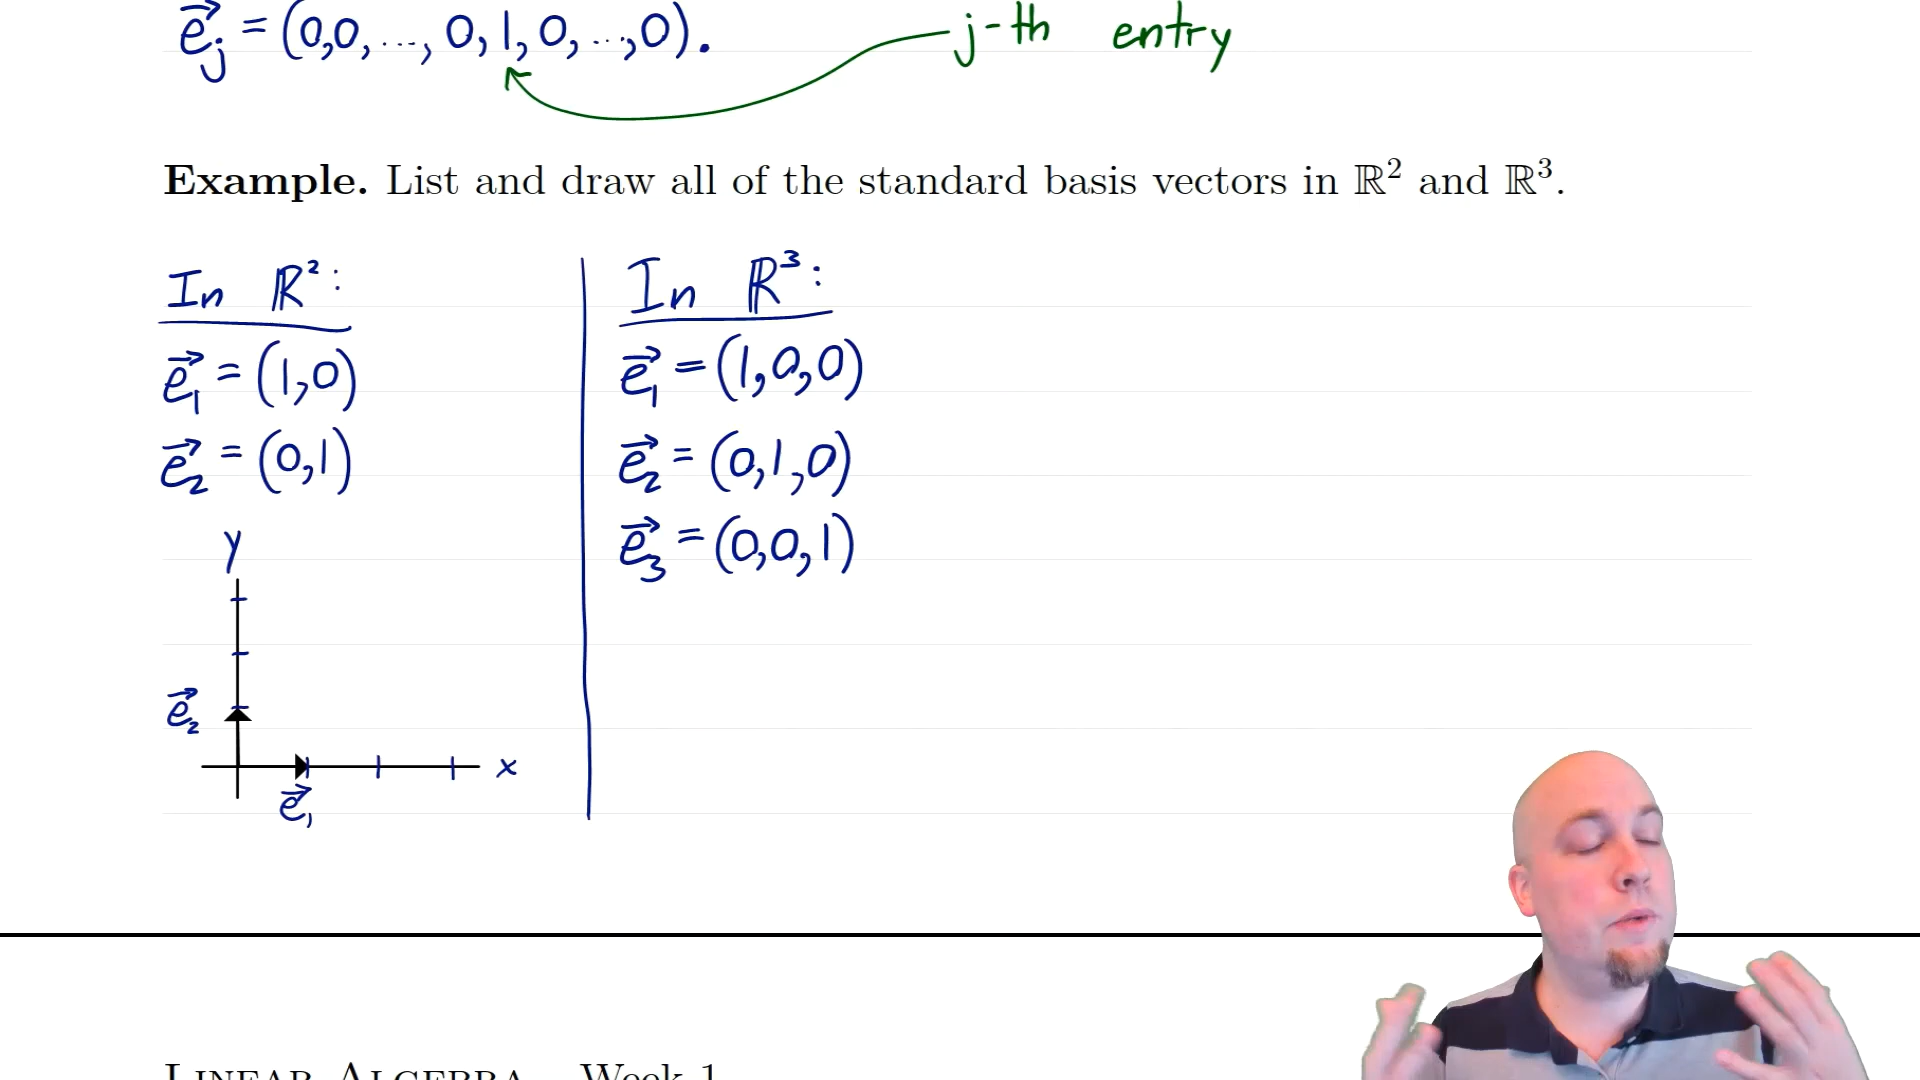 e⃗ⱼ = (0,0, ..., 0,1,0,...,0).
j-th entry
Example. List and draw all of the standard basis vectors in ℝ² and ℝ³.
In ℝ²:
e⃗₁ = (1,0)
e⃗₂ = (0,1)
y
e⃗₂
x
e⃗₁
In ℝ³:
e⃗₁ = (1,0,0)
e⃗₂ = (0,1,0)
e⃗₃ = (0,0,1)
LINEAR ALGEBRA – Week 1